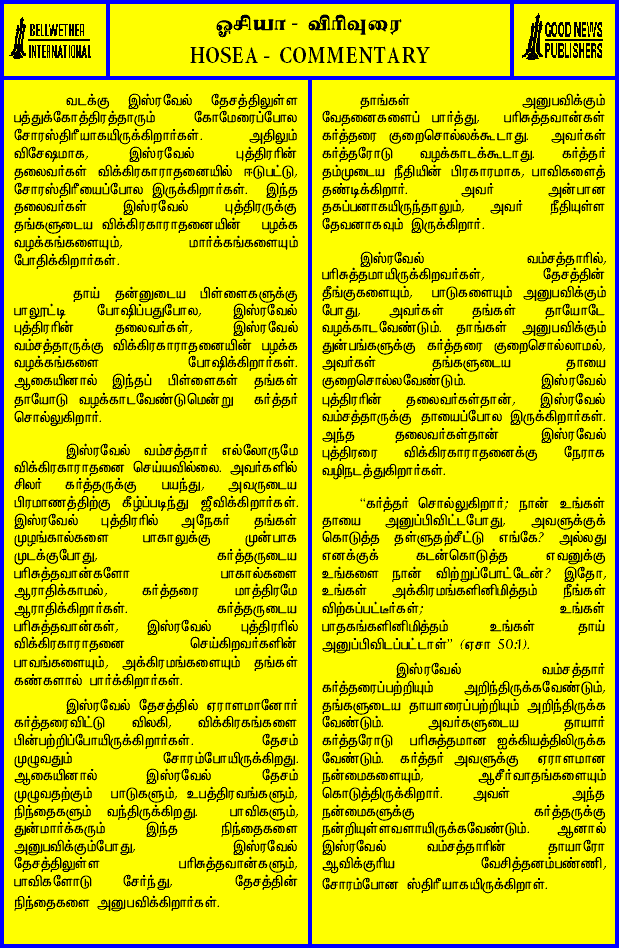 BELLWETHER
INTERNATIONAL
ஓசியா - விரிவுரை
HOSEA - COMMENTARY
GOOD NEWS
PUBLISHERS
வடக்கு இஸ்ரவேல் தேசத்திலுள்ள
பத்துக்கோத்திரத்தாரும் கோமேரைப்போல
சோரஸ்திரீயாகயிருக்கிறார்கள். அதிலும்
விசேஷமாக, இஸ்ரவேல் புத்திரரின்
தலைவர்கள் விக்கிரகாராதனையில் ஈடுபட்டு,
சோரஸ்திரீயைப்போல இருக்கிறார்கள். இந்த
தலைவர்கள் இஸ்ரவேல் புத்திரருக்கு
தங்களுடைய விக்கிரகாராதனையின் பழக்க
வழக்கங்களையும், மார்க்கங்களையும்
போதிக்கிறார்கள்.
தாய் தன்னுடைய பிள்ளைகளுக்கு
பாலூட்டி போஷிப்பதுபோல, இஸ்ரவேல்
புத்திரரின் தலைவர்கள், இஸ்ரவேல்
வம்சத்தாருக்கு விக்கிரகாராதனையின் பழக்க
வழக்கங்களை போஷிக்கிறார்கள்.
ஆகையினால் இந்தப் பிள்ளைகள் தங்கள்
தாயோடு வழக்காடவேண்டுமென்று கர்த்தர்
சொல்லுகிறார்.
இஸ்ரவேல் வம்சத்தார் எல்லோருமே
விக்கிரகாராதனை செய்யவில்லை. அவர்களில்
சிலர் கர்த்தருக்கு பயந்து, அவருடைய
பிரமாணத்திற்கு கீழ்ப்படிந்து ஜீவிக்கிறார்கள்.
இஸ்ரவேல் புத்திரரில் அநேகர் தங்கள்
முழங்கால்களை பாகாலுக்கு முன்பாக
முடக்குபோது, கர்த்தருடைய
பரிசுத்தவான்களோ பாகால்களை
ஆராதிக்காமல், கர்த்தரை மாத்திரமே
ஆராதிக்கிறார்கள். கர்த்தருடைய
பரிசுத்தவான்கள், இஸ்ரவேல் புத்திரரில்
விக்கிரகாராதனை செய்கிறவர்களின்
பாவங்களையும், அக்கிரமங்களையும் தங்கள்
கண்களால் பார்க்கிறார்கள்.
இஸ்ரவேல் தேசத்தில் ஏராளமானோர்
கர்த்தரைவிட்டு விலகி, விக்கிரகங்களை
பின்பற்றிப்போயிருக்கிறார்கள். தேசம்
முழுவதும் சோரம்போயிருக்கிறது.
ஆகையினால் இஸ்ரவேல் தேசம்
முழுவதற்கும் பாடுகளும், உபத்திரவங்களும்,
நிந்தைகளும் வந்திருக்கிறது. பாவிகளும்,
துன்மார்க்கரும் இந்த நிந்தைகளை
அனுபவிக்கும்போது, இஸ்ரவேல்
தேசத்திலுள்ள பரிசுத்தவான்களும்,
பாவிகளோடு சேர்ந்து, தேசத்தின்
நிந்தைகளை அனுபவிக்கிறார்கள்.
தாங்கள் அனுபவிக்கும்
வேதனைகளைப் பார்த்து, பரிசுத்தவான்கள்
கர்த்தரை குறைசொல்லக்கூடாது. அவர்கள்
கர்த்தரோடு வழக்காடக்கூடாது. கர்த்தர்
தம்முடைய நீதியின் பிரகாரமாக, பாவிகளைத்
தண்டிக்கிறார். அவர் அன்பான
தகப்பனாகயிருந்தாலும், அவர் நீதியுள்ள
தேவனாகவும் இருக்கிறார்.
இஸ்ரவேல் வம்சத்தாரில்,
பரிசுத்தமாயிருக்கிறவர்கள், தேசத்தின்
தீங்குகளையும், பாடுகளையும் அனுபவிக்கும்
போது, அவர்கள் தங்கள் தாயோடே
வழக்காடவேண்டும். தாங்கள் அனுபவிக்கும்
துன்பங்களுக்கு கர்த்தரை குறைசொல்லாமல்,
அவர்கள் தங்களுடைய தாயை
குறைசொல்லவேண்டும். இஸ்ரவேல்
புத்திரரின் தலைவர்கள்தான், இஸ்ரவேல்
வம்சத்தாருக்கு தாயைப்போல இருக்கிறார்கள்.
அந்த தலைவர்கள்தான் இஸ்ரவேல்
புத்திரரை விக்கிரகாராதனைக்கு நேராக
வழிநடத்துகிறார்கள்.
“கர்த்தர் சொல்லுகிறார்; நான் உங்கள்
தாயை அனுப்பிவிட்டபோது, அவளுக்குக்
கொடுத்த தள்ளுதற்சீட்டு எங்கே? அல்லது
எனக்குக் கடன்கொடுத்த எவனுக்கு
உங்களை நான் விற்றுப்போட்டேன்? இதோ,
உங்கள் அக்கிரமங்களினிமித்தம் நீங்கள்
விற்கப்பட்டீர்கள்; உங்கள்
பாதகங்களினிமித்தம் உங்கள் தாய்
அனுப்பிவிடப்பட்டாள்” (ஏசா 50:1).
இஸ்ரவேல் வம்சத்தார்
கர்த்தரைப்பற்றியும் அறிந்திருக்கவேண்டும்,
தங்களுடைய தாயாரைப்பற்றியும் அறிந்திருக்க
வேண்டும். அவர்களுடைய தாயார்
கர்த்தரோடு பரிசுத்தமான ஐக்கியத்திலிருக்க
வேண்டும். கர்த்தர் அவளுக்கு ஏராளமான
நன்மைகளையும், ஆசீர்வாதங்களையும்
கொடுத்திருக்கிறார். அவள் அந்த
நன்மைகளுக்கு கர்த்தருக்கு
நன்றியுள்ளவளாயிருக்கவேண்டும். ஆனால்
இஸ்ரவேல் வம்சத்தாரின் தாயாரோ
ஆவிக்குரிய வேசித்தனம்பண்ணி,
சோரம்போன ஸ்திரீயாகயிருக்கிறாள்.